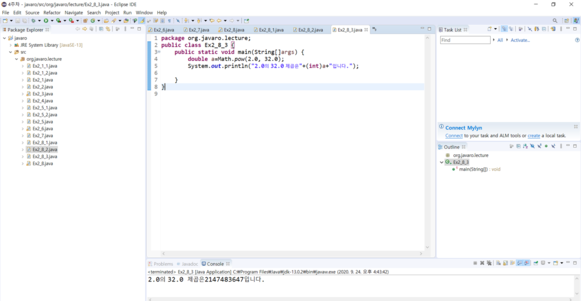 4주차 - javaro/src/org/javaro/lecture/Ex2_8_3.java - Eclipse IDE
File Edit Source Refactor Navigate Search Project Run Window Help
Package Explorer
javaro
JRE System Library [JavaSE-13]
src
org.javaro.lecture
Ex2_1_1.java
Ex2_1_2.java
Ex2_1.java
Ex2_2.java
Ex2_3.java
Ex2_4.java
Ex2_5_1.java
Ex2_5_2.java
Ex2_5.java
Ex2_6.java
Ex2_7.java
Ex2_8_1.java
Ex2_8_2.java
Ex2_8_3.java
Ex2_8.java
Ex2_6.java
Ex2_7.java
Ex2_8.java
Ex2_8_1.java
Ex2_8_2.java
Ex2_8_3.java
1 package org.javaro.lecture;
2 public class Ex2_8_3 {
3 public static void main(String[]args) {
4 double a=Math.pow(2.0, 32.0);
5 System.out.println("2.0의 32.0 제곱은"+(int)a+"입니다.");
6
7 }
8 }
9
Task List
Find
All
Activate...
Connect Mylyn
Connect to your task and ALM tools or create a local task.
Outline
org.javaro.lecture
Ex2_8_3
main(String[]) : void
Problems
Javadoc
Console
<terminated> Ex2_8_3 [Java Application] C:\Program Files\Java\jdk-13.0.2\bin\javaw.exe (2020. 9. 24. 오후 4:41:42)
2.0의 32.0 제곱은2147483647입니다.